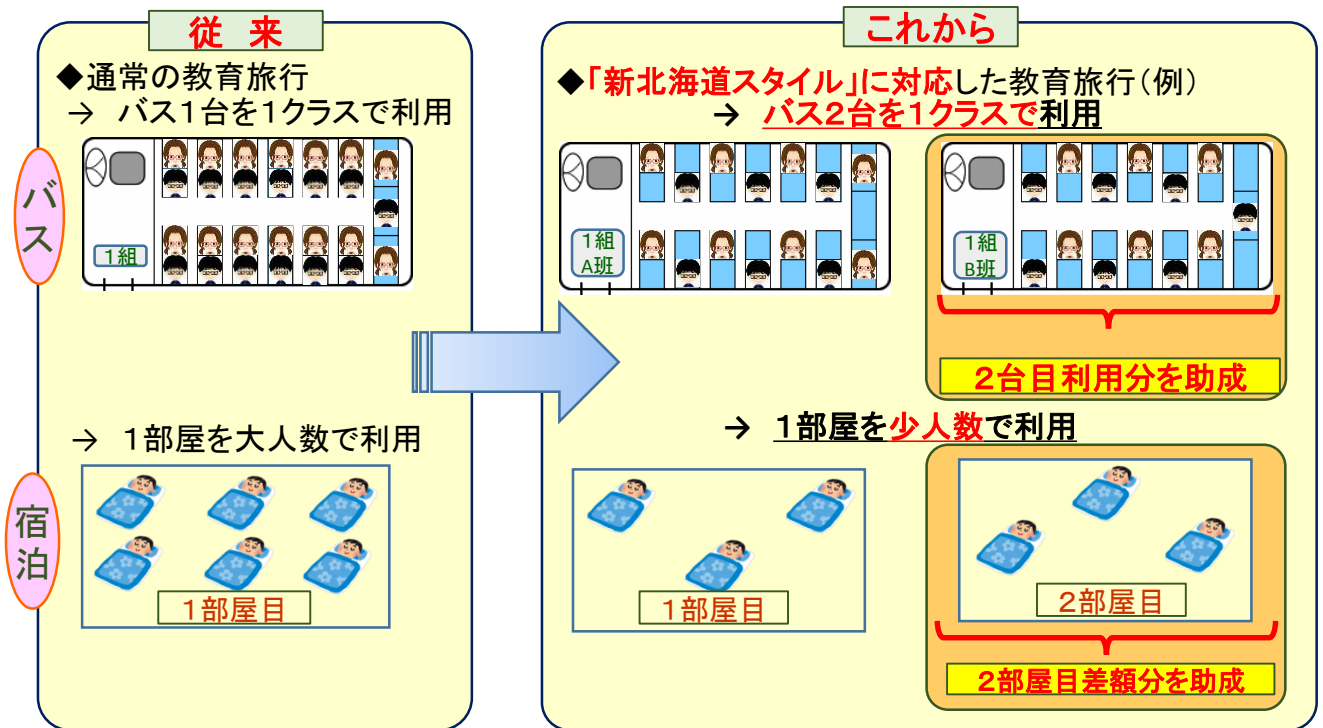 従 来
◆通常の教育旅行
→ バス1台を1クラスで利用
バス
1組
→ 1部屋を大人数で利用
宿泊
1部屋目
これから
◆「新北海道スタイル」に対応した教育旅行(例)
→ バス2台を1クラスで利用
1組
A班
1組
B班
2台目利用分を助成
→ 1部屋を少人数で利用
1部屋目
2部屋目
2部屋目差額分を助成